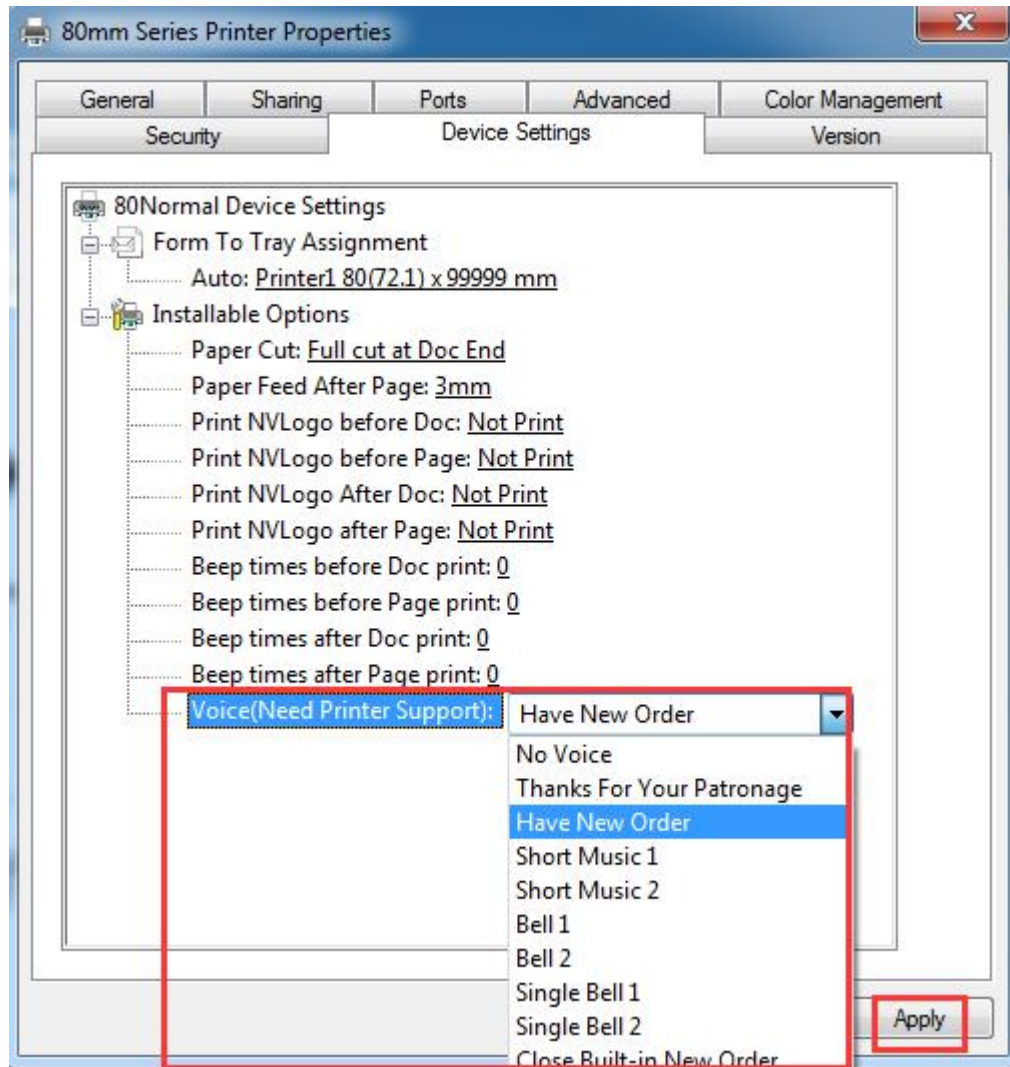 80mm Series Printer Properties
General Sharing Ports Advanced Color Management
Security Device Settings Version
80Normal Device Settings
Form To Tray Assignment
Auto: Printer1 80(72.1) x 99999 mm
Installable Options
Paper Cut: Full cut at Doc End
Paper Feed After Page: 3mm
Print NVLogo before Doc: Not Print
Print NVLogo before Page: Not Print
Print NVLogo After Doc: Not Print
Print NVLogo after Page: Not Print
Beep times before Doc print: 0
Beep times before Page print: 0
Beep times after Doc print: 0
Beep times after Page print: 0
Voice(Need Printer Support): Have New Order
No Voice
Thanks For Your Patronage
Have New Order
Short Music 1
Short Music 2
Bell 1
Bell 2
Single Bell 1
Single Bell 2
Close Built-in New Order
Apply